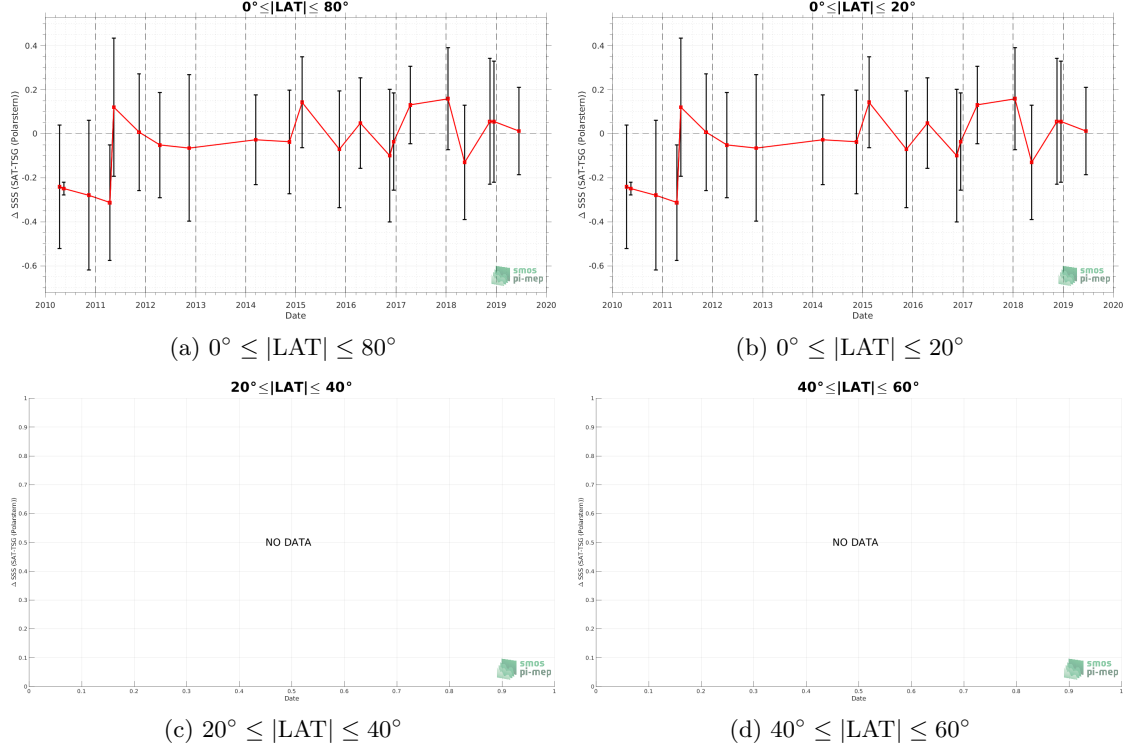 0°≤|LAT|≤ 80°
Δ SSS (SAT-TSG (Polarstern))
0.4
0.2
0
-0.2
-0.4
-0.6
2010 2011 2012 2013 2014 2015 2016 2017 2018 2019 2020
Date
smos
pi-mep
(a) 0° ≤ |LAT| ≤ 80°
0°≤|LAT|≤ 20°
Δ SSS (SAT-TSG (Polarstern))
0.4
0.2
0
-0.2
-0.4
-0.6
2010 2011 2012 2013 2014 2015 2016 2017 2018 2019 2020
Date
smos
pi-mep
(b) 0° ≤ |LAT| ≤ 20°
20°≤|LAT|≤ 40°
Δ SSS (SAT-TSG (Polarstern))
1
0.9
0.8
0.7
0.6
0.5
0.4
0.3
0.2
0.1
0
NO DATA
0 0.1 0.2 0.3 0.4 0.5 0.6 0.7 0.8 0.9 1
Date
smos
pi-mep
(c) 20° ≤ |LAT| ≤ 40°
40°≤|LAT|≤ 60°
Δ SSS (SAT-TSG (Polarstern))
1
0.9
0.8
0.7
0.6
0.5
0.4
0.3
0.2
0.1
0
NO DATA
0 0.1 0.2 0.3 0.4 0.5 0.6 0.7 0.8 0.9 1
Date
smos
pi-mep
(d) 40° ≤ |LAT| ≤ 60°